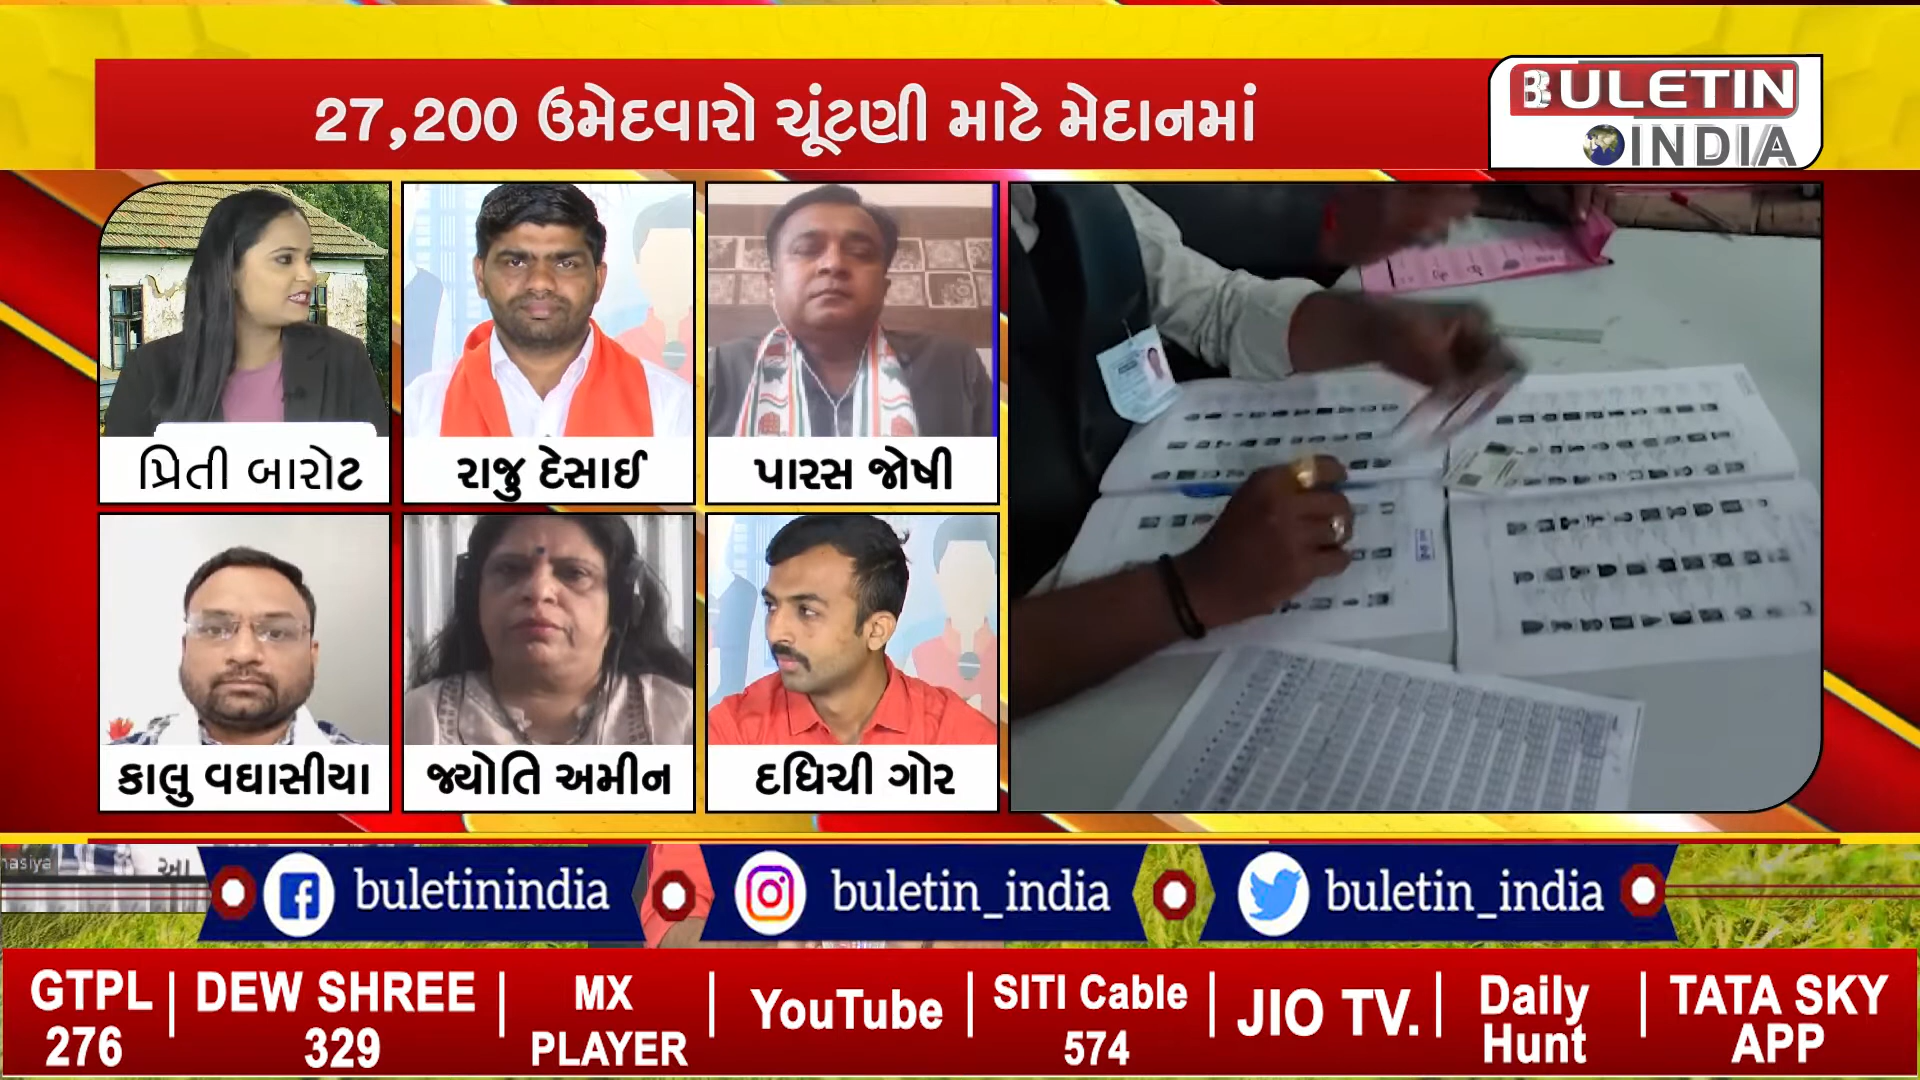 27,200 ઉમેદવારો ચૂંટણી માટે મેદાનમાં
BULETIN
INDIA
પ્રિતી બારોટ
રાજુ દેસાઈ
પારસ જોષી
કાલુ વઘાસીયા
જ્યોતિ અમીન
દધિચી ગોર
hasiya
આ
buletinindia
buletin_india
buletin_india
GTPL
276
DEW SHREE
329
MX
PLAYER
YouTube
SITI Cable
574
JIO TV.
Daily
Hunt
TATA SKY
APP